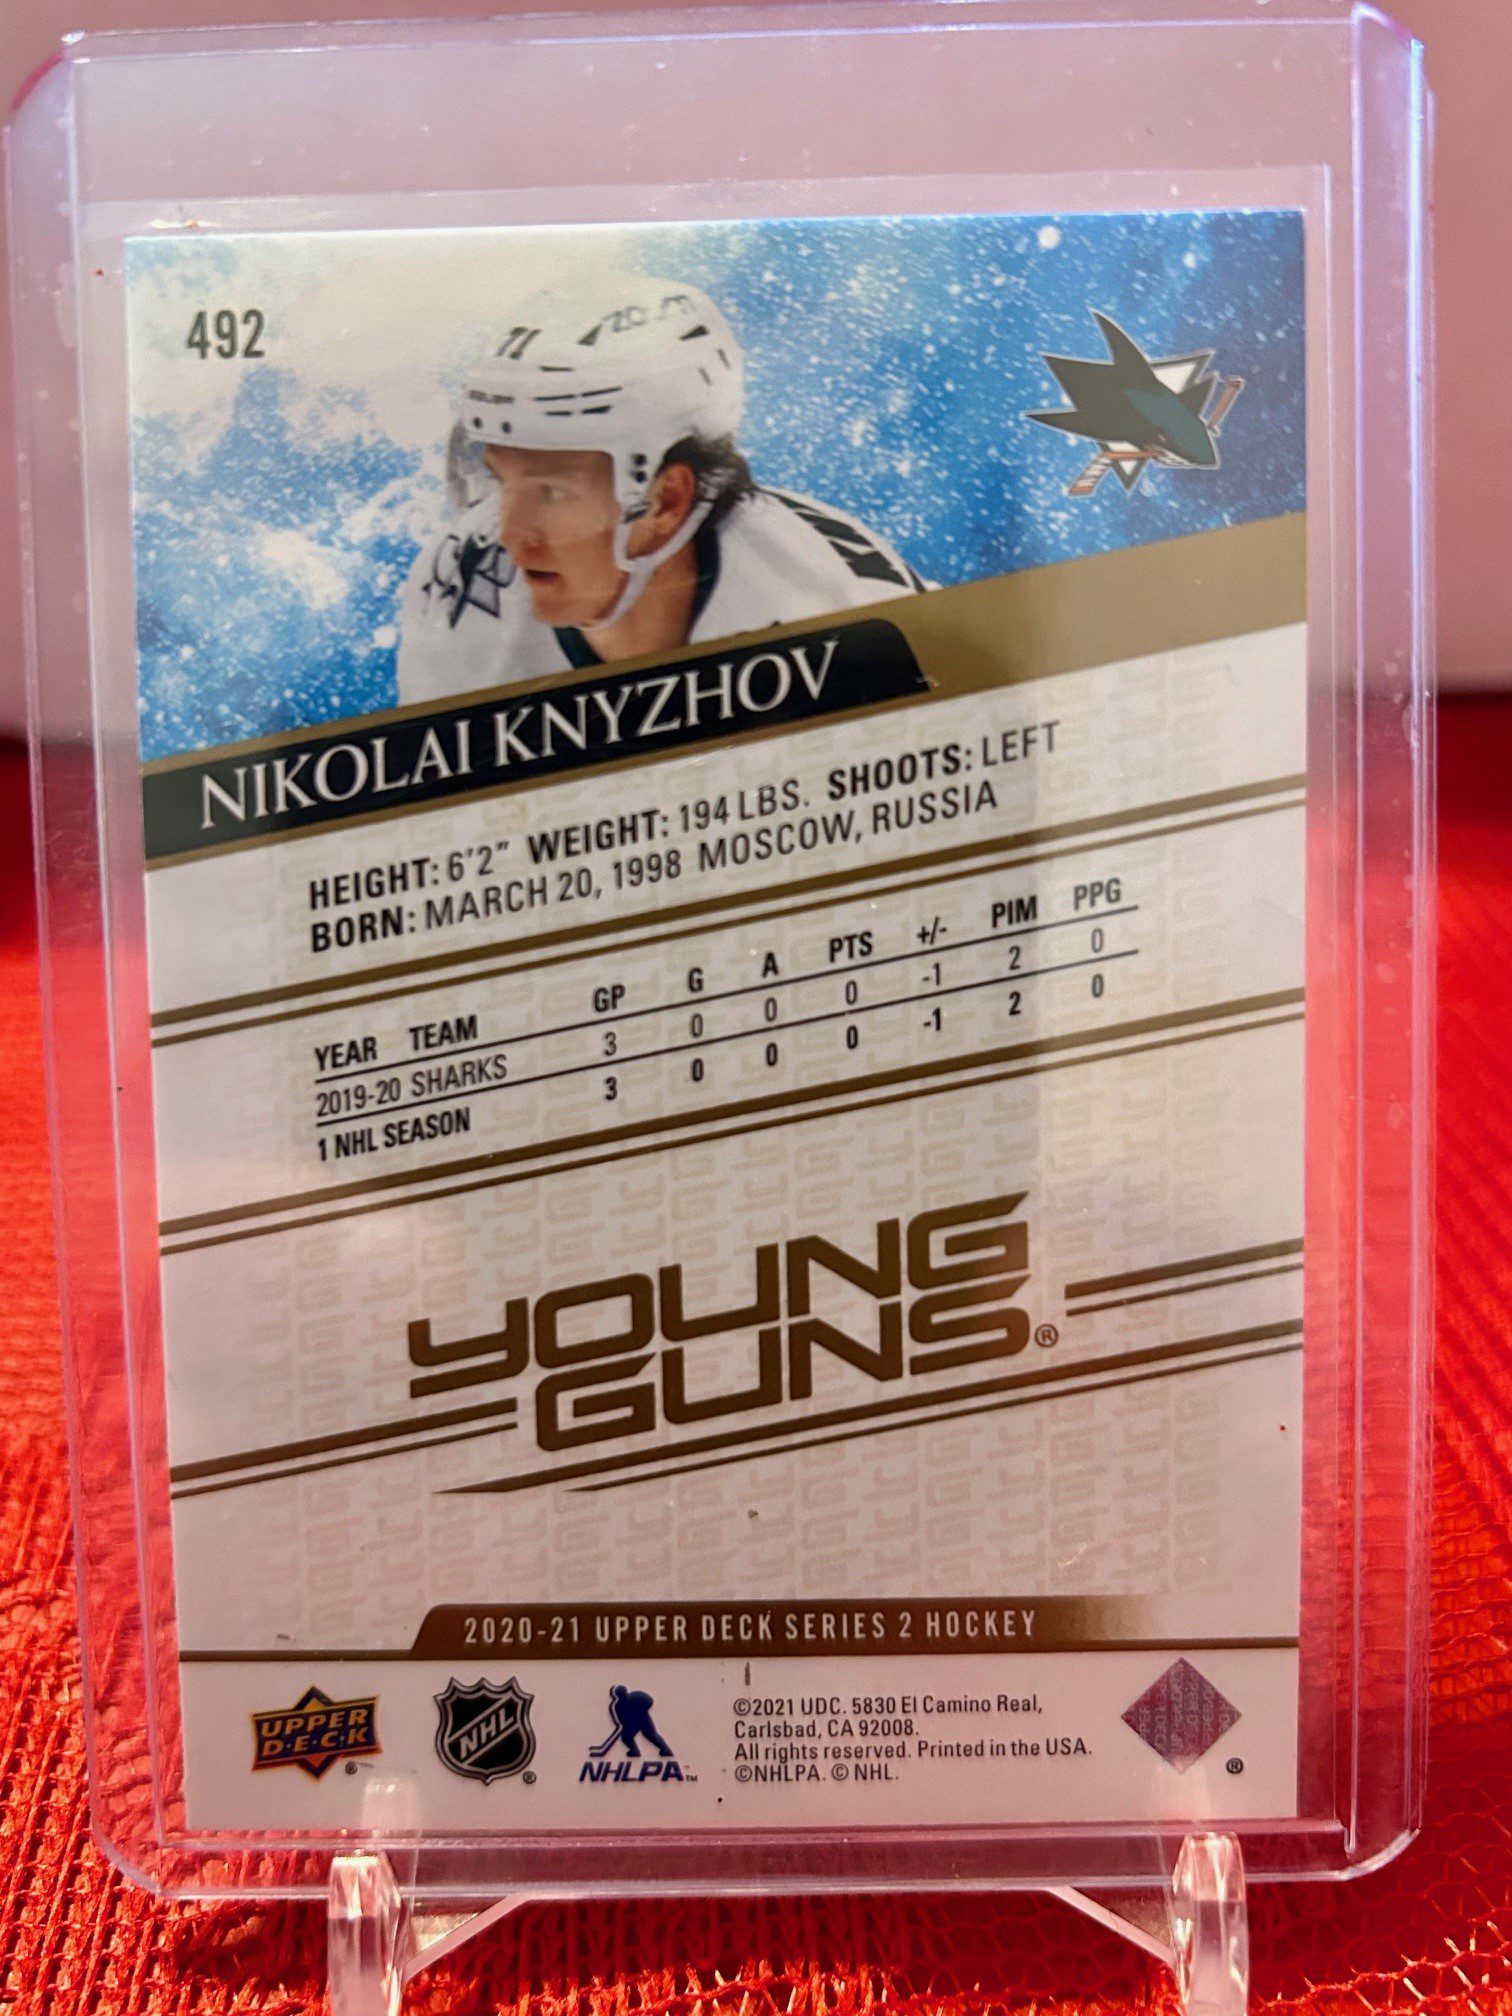 492
71
NIKOLAI KNYZHOV
HEIGHT: 6'2" WEIGHT: 194 LBS. SHOOTS: LEFT
BORN: MARCH 20, 1998 MOSCOW, RUSSIA
YEAR TEAM GP G A PTS +/- PIM PPG
2019-20 SHARKS 3 0 0 0 -1 2 0
1 NHL SEASON 3 0 0 0 -1 2 0
YOUNG
GUNS®
2020-21 UPPER DECK SERIES 2 HOCKEY
UPPER
D·E·C·K ®
NHL ®
NHLPA™
©2021 UDC. 5830 El Camino Real,
Carlsbad, CA 92008.
All rights reserved. Printed in the USA.
©NHLPA. © NHL.
®